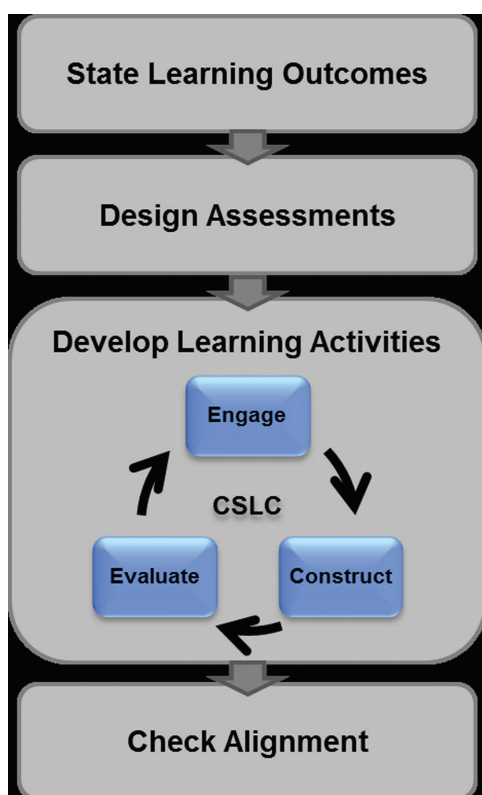 State Learning Outcomes
Design Assessments
Develop Learning Activities
Engage
CSLC
Evaluate
Construct
Check Alignment